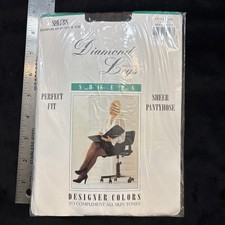 Diamond
Legs
SHEERS
PERFECT
FIT
SHEER
PANTYHOSE
DESIGNER COLORS
TO COMPLEMENT ALL SKIN TONES